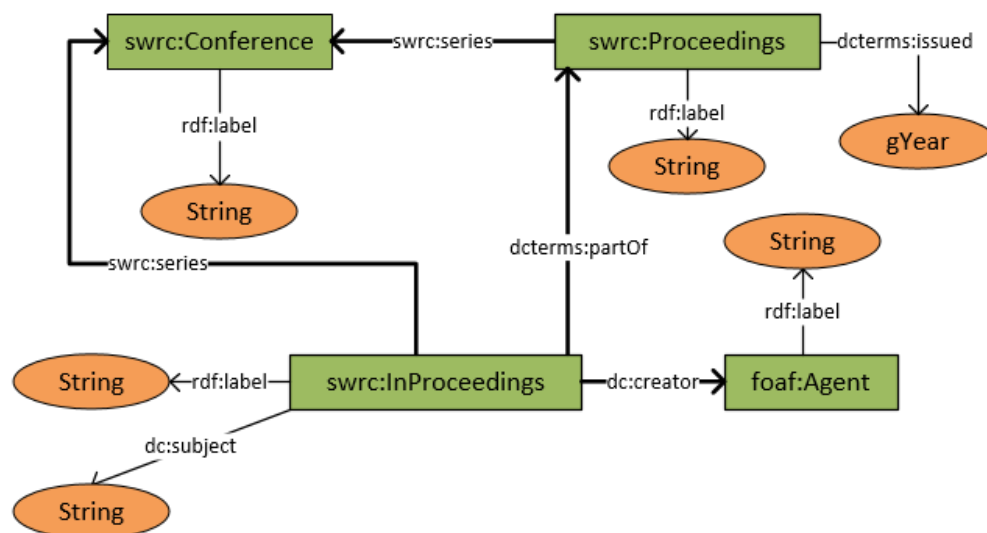 swrc:Conference
swrc:series
swrc:Proceedings
dcterms:issued
rdf:label
rdf:label
gYear
String
String
String
swrc:series
dcterms:partOf
rdf:label
String
rdf:label
swrc:InProceedings
dc:creator
foaf:Agent
dc:subject
String